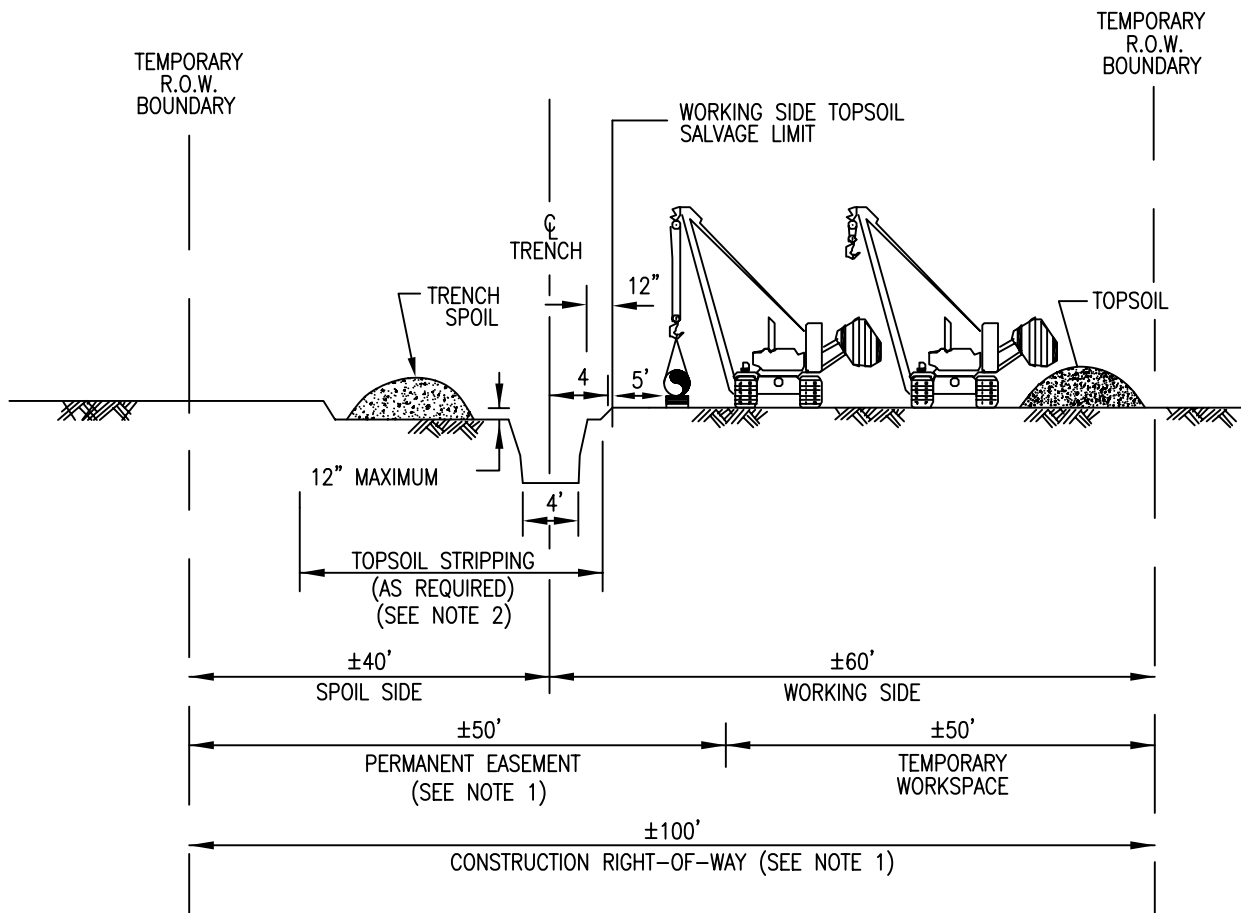 TEMPORARY
R.O.W.
BOUNDARY
TEMPORARY
R.O.W.
BOUNDARY
WORKING SIDE TOPSOIL
SALVAGE LIMIT
℄
TRENCH
12”
TRENCH
SPOIL
TOPSOIL
4
5'
12” MAXIMUM
4'
TOPSOIL STRIPPING
(AS REQUIRED)
(SEE NOTE 2)
±40'
SPOIL SIDE
±60'
WORKING SIDE
±50'
PERMANENT EASEMENT
(SEE NOTE 1)
±50'
TEMPORARY
WORKSPACE
±100'
CONSTRUCTION RIGHT–OF–WAY (SEE NOTE 1)